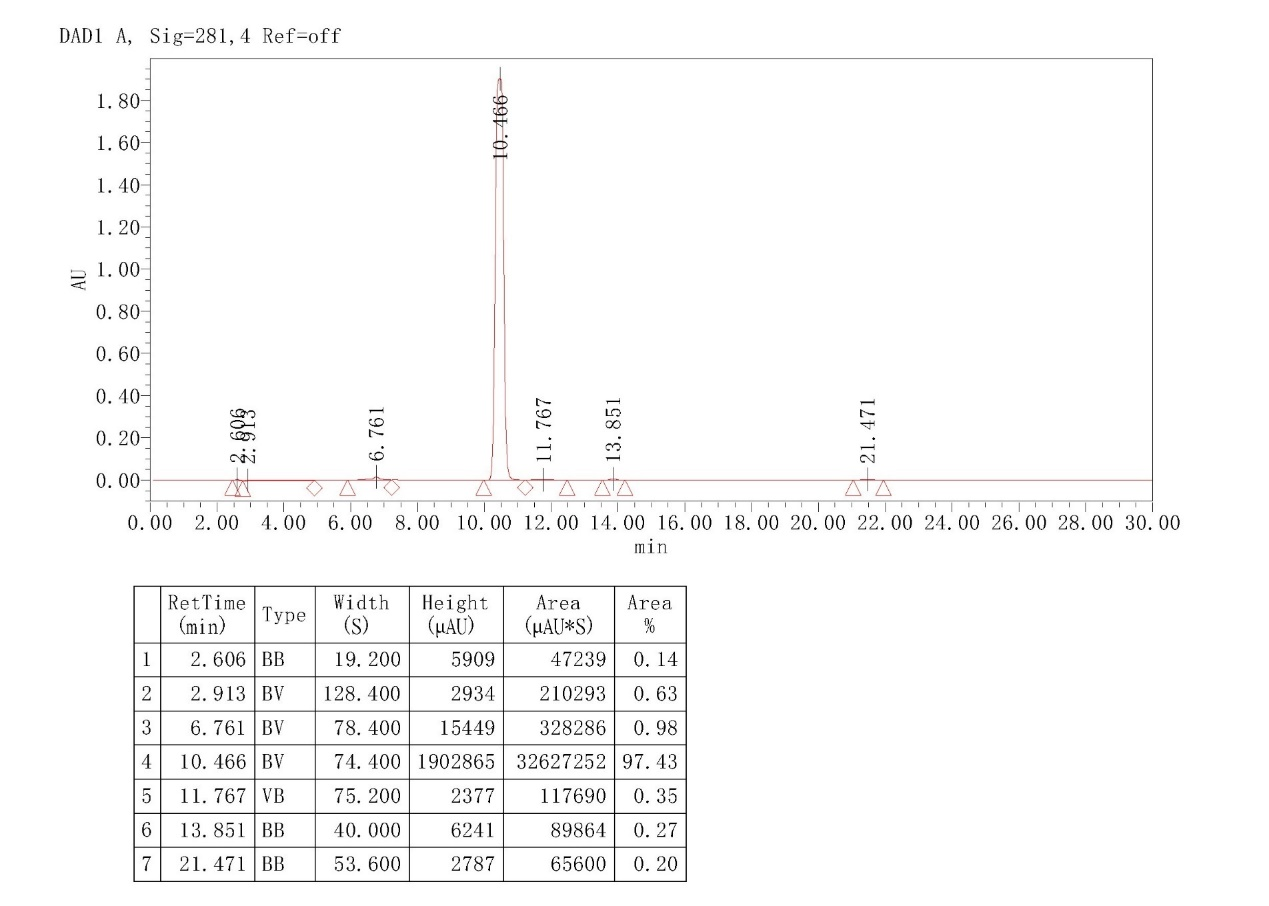 DAD1 A, Sig=281,4 Ref=off
AU
1.80
1.60
1.40
1.20
1.00
0.80
0.60
0.40
0.20
0.00
2.606
2.913
6.761
10.466
11.767
13.851
21.471
0.00 2.00 4.00 6.00 8.00 10.00 12.00 14.00 16.00 18.00 20.00 22.00 24.00 26.00 28.00 30.00
min
RetTime (min) Type Width (S) Height (μAU) Area (μAU*S) Area %
1 2.606 BB 19.200 5909 47239 0.14
2 2.913 BV 128.400 2934 210293 0.63
3 6.761 BV 78.400 15449 328286 0.98
4 10.466 BV 74.400 1902865 32627252 97.43
5 11.767 VB 75.200 2377 117690 0.35
6 13.851 BB 40.000 6241 89864 0.27
7 21.471 BB 53.600 2787 65600 0.20